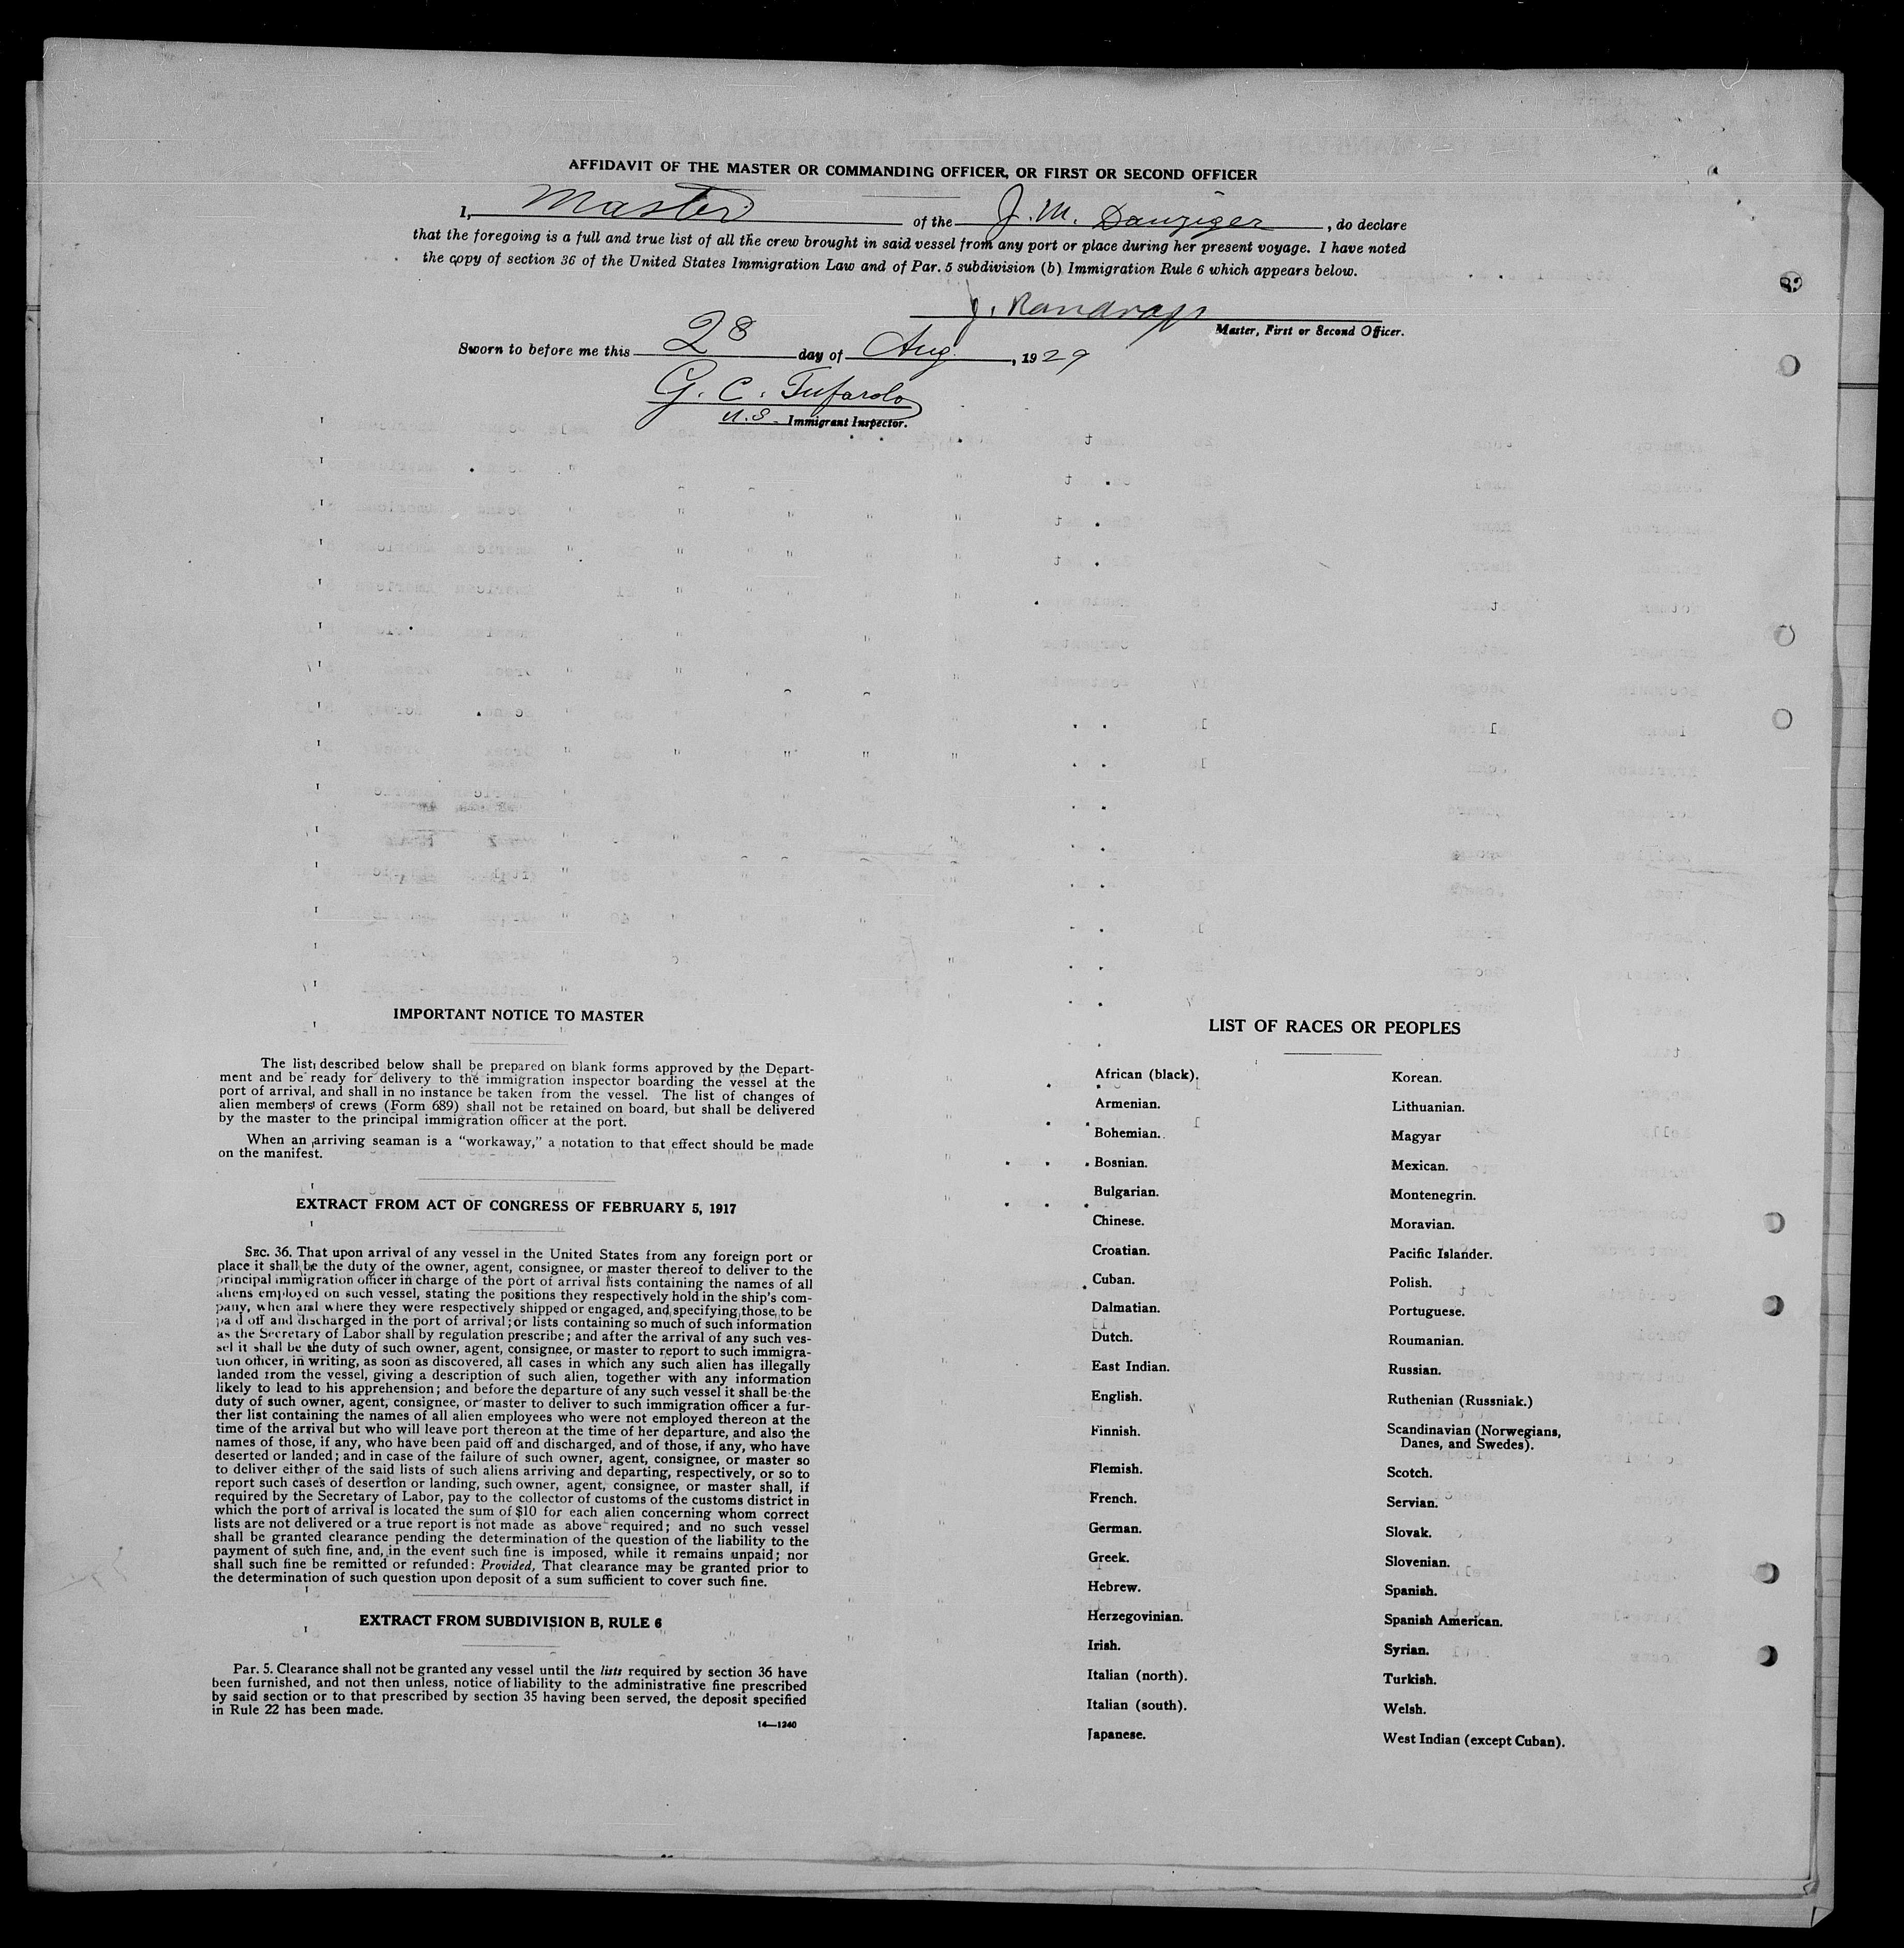 AFFIDAVIT OF THE MASTER OR COMMANDING OFFICER, OR FIRST OR SECOND OFFICER
I, Master of the J. M. Danziger, do declare
that the foregoing is a full and true list of all the crew brought in said vessel from any port or place during her present voyage. I have noted
the copy of section 36 of the United States Immigration Law and of Par. 5 subdivision (b) Immigration Rule 6 which appears below.
Master, First or Second Officer.
Sworn to before me this 28 day of Aug., 1929
G. C.
U.S. Immigrant Inspector.
IMPORTANT NOTICE TO MASTER
The list described below shall be prepared on blank forms approved by the Depart-
ment and be ready for delivery to the immigration inspector boarding the vessel at the
port of arrival, and shall in no instance be taken from the vessel. The list of changes of
alien members of crews (Form 689) shall not be retained on board, but shall be delivered
by the master to the principal immigration officer at the port.
When an arriving seaman is a "workaway," a notation to that effect should be made
on the manifest.
EXTRACT FROM ACT OF CONGRESS OF FEBRUARY 5, 1917
SEC. 36. That upon arrival of any vessel in the United States from any foreign port or
place it shall be the duty of the owner, agent, consignee, or master thereof to deliver to the
principal immigration officer in charge of the port of arrival lists containing the names of all
aliens employed on such vessel, stating the positions they respectively hold in the ship's com-
pany, when and where they were respectively shipped or engaged, and specifying those to be
paid off and discharged in the port of arrival; or lists containing so much of such information
as the Secretary of Labor shall by regulation prescribe; and after the arrival of any such ves-
sel it shall be the duty of such owner, agent, consignee, or master to report to such immigra-
tion officer, in writing, as soon as discovered, all cases in which any such alien has illegally
landed from the vessel, giving a description of such alien, together with any information
likely to lead to his apprehension; and before the departure of any such vessel it shall be the
duty of such owner, agent, consignee, or master to deliver to such immigration officer a fur-
ther list containing the names of all alien employees who were not employed thereon at the
time of the arrival but who will leave port thereon at the time of her departure, and also the
names of those, if any, who have been paid off and discharged, and of those, if any, who have
deserted or landed; and in case of the failure of such owner, agent, consignee, or master so
to deliver either of the said lists of such aliens arriving and departing, respectively, or so to
report such cases of desertion or landing, such owner, agent, consignee, or master shall, if
required by the Secretary of Labor, pay to the collector of customs of the customs district in
which the port of arrival is located the sum of $10 for each alien concerning whom correct
lists are not delivered or a true report is not made as above required; and no such vessel
shall be granted clearance pending the determination of the question of the liability to the
payment of such fine, and, in the event such fine is imposed, while it remains unpaid; nor
shall such fine be remitted or refunded: Provided, That clearance may be granted prior to
the determination of such question upon deposit of a sum sufficient to cover such fine.
EXTRACT FROM SUBDIVISION B, RULE 6
Par. 5. Clearance shall not be granted any vessel until the lists required by section 36 have
been furnished, and not then unless, notice of liability to the administrative fine prescribed
by said section or to that prescribed by section 35 having been served, the deposit specified
in Rule 22 has been made.
14—1240
LIST OF RACES OR PEOPLES
African (black).
Armenian.
Bohemian.
Bosnian.
Bulgarian.
Chinese.
Croatian.
Cuban.
Dalmatian.
Dutch.
East Indian.
English.
Finnish.
Flemish.
French.
German.
Greek.
Hebrew.
Herzegovinian.
Irish.
Italian (north).
Italian (south).
Japanese.
Korean.
Lithuanian.
Magyar
Mexican.
Montenegrin.
Moravian.
Pacific Islander.
Polish.
Portuguese.
Roumanian.
Russian.
Ruthenian (Russniak.)
Scandinavian (Norwegians,
Danes, and Swedes).
Scotch.
Servian.
Slovak.
Slovenian.
Spanish.
Spanish American.
Syrian.
Turkish.
Welsh.
West Indian (except Cuban).